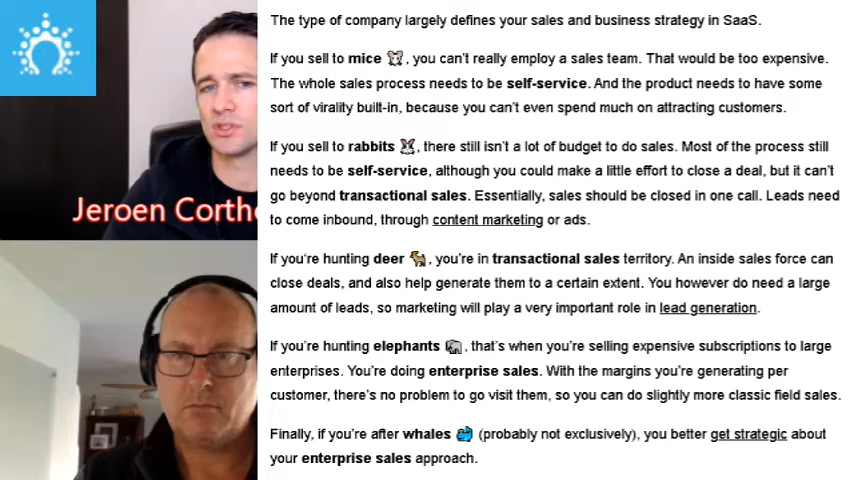 The type of company largely defines your sales and business strategy in SaaS.
If you sell to mice 🐭, you can't really employ a sales team. That would be too expensive.
The whole sales process needs to be self-service. And the product needs to have some
sort of virality built-in, because you can't even spend much on attracting customers.
If you sell to rabbits 🐰, there still isn't a lot of budget to do sales. Most of the process still
needs to be self-service, although you could make a little effort to close a deal, but it can't
go beyond transactional sales. Essentially, sales should be closed in one call. Leads need
to come inbound, through content marketing or ads.
If you're hunting deer 🦌, you're in transactional sales territory. An inside sales force can
close deals, and also help generate them to a certain extent. You however do need a large
amount of leads, so marketing will play a very important role in lead generation.
If you're hunting elephants 🐘, that's when you're selling expensive subscriptions to large
enterprises. You're doing enterprise sales. With the margins you're generating per
customer, there's no problem to go visit them, so you can do slightly more classic field sales.
Finally, if you're after whales 🐳 (probably not exclusively), you better get strategic about
your enterprise sales approach.
Jeroen Corthe